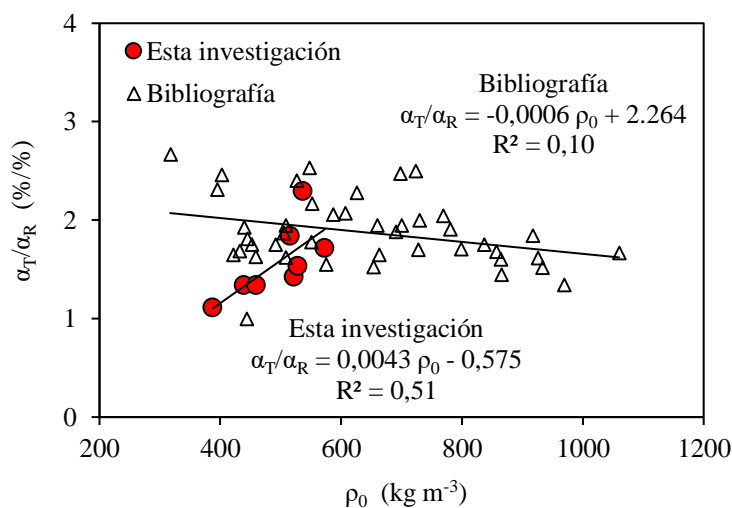 4
3
2
1
0
200
400
600
800
1000
1200
αT/αR (%/%)
ρ0 (kg m-3)
Esta investigación
Bibliografía
Bibliografía
αT/αR = -0,0006 ρ0 + 2.264
R² = 0,10
Esta investigación
αT/αR = 0,0043 ρ0 - 0,575
R² = 0,51